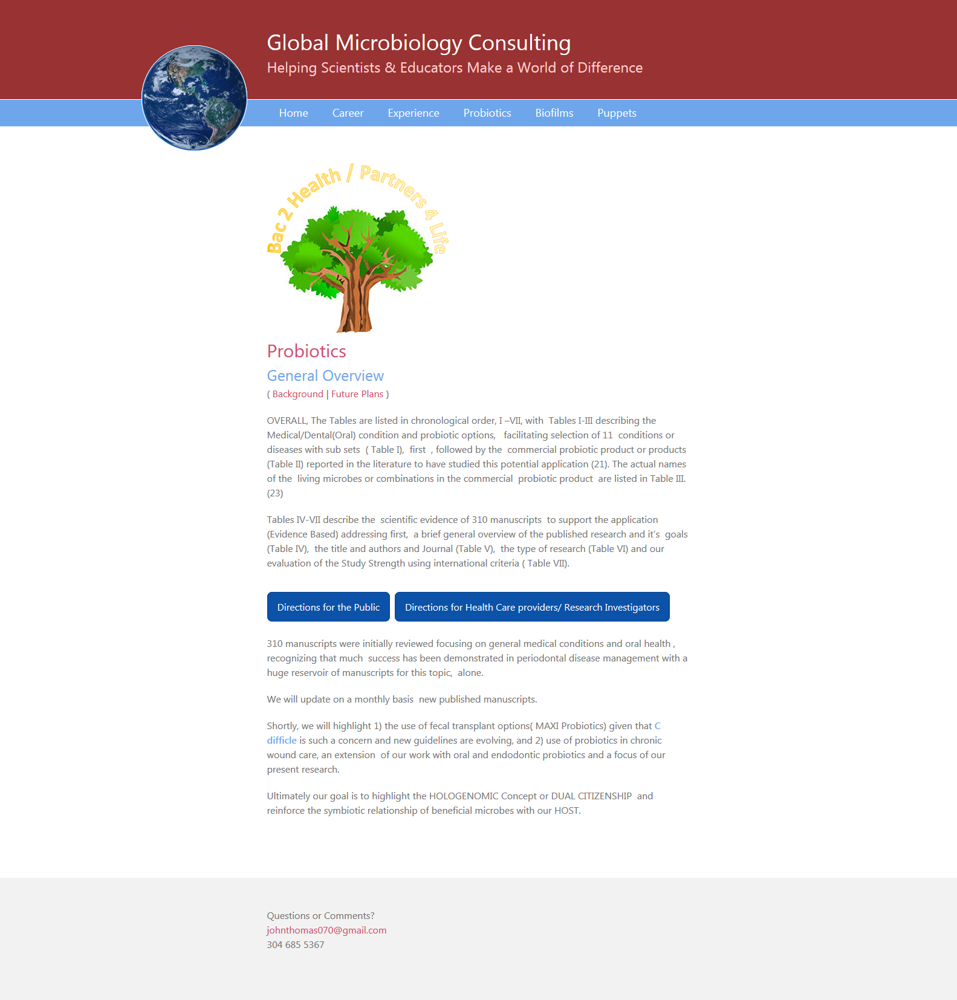 Global Microbiology Consulting
Helping Scientists & Educators Make a World of Difference
Home Career Experience Probiotics Biofilms Puppets
Bac 2 Health / Partners 4 Life
Probiotics
General Overview
( Background | Future Plans )
OVERALL, The Tables are listed in chronological order, I –VII, with  Tables I-III describing the
Medical/Dental(Oral) condition and probiotic options,   facilitating selection of 11  conditions or
diseases with sub sets  ( Table I),  first  , followed by the  commercial probiotic product or products
(Table II) reported in the literature to have studied this potential application (21). The actual names
of the  living microbes or combinations in the commercial  probiotic product  are listed in Table III.
(23)
Tables IV-VII describe the  scientific evidence of 310 manuscripts  to support the application
(Evidence Based) addressing first,  a brief general overview of the published research and it's  goals
(Table IV),  the title and authors and Journal (Table V),  the type of research (Table VI) and our
evaluation of the Study Strength using international criteria ( Table VII).
Directions for the Public Directions for Health Care providers/ Research Investigators
310 manuscripts were initially reviewed focusing on general medical conditions and oral health ,
recognizing that much  success has been demonstrated in periodontal disease management with a
huge reservoir of manuscripts for this topic,  alone.
We will update on a monthly basis  new published manuscripts.
Shortly, we will highlight 1) the use of fecal transplant options( MAXI Probiotics) given that C
difficle is such a concern and new guidelines are evolving, and 2) use of probiotics in chronic
wound care, an extension  of our work with oral and endodontic probiotics and a focus of our
present research.
Ultimately our goal is to highlight the HOLOGENOMIC Concept or DUAL CITIZENSHIP  and
reinforce the symbiotic relationship of beneficial microbes with our HOST.
Questions or Comments?
johnthomas070@gmail.com
304 685 5367